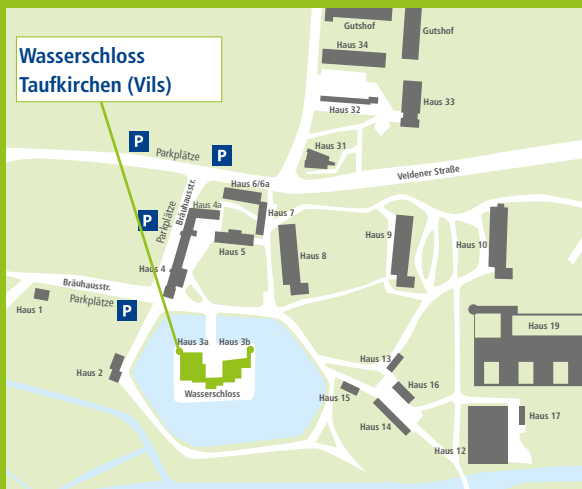 Wasserschloss
Taufkirchen (Vils)
Gutshof
Gutshof
Haus 34
Haus 33
Haus 32
Haus 31
P
P
Parkplätze
Veldener Straße
Haus 6/6a
Bräuhausstr.
Parkplätze
P
Haus 4a
Haus 7
Haus 5
Haus 8
Haus 9
Haus 10
Haus 4
Bräuhausstr.
Parkplätze
P
Haus 1
Haus 19
Haus 3a
Haus 3b
Haus 2
Wasserschloss
Haus 13
Haus 16
Haus 15
Haus 14
Haus 17
Haus 12